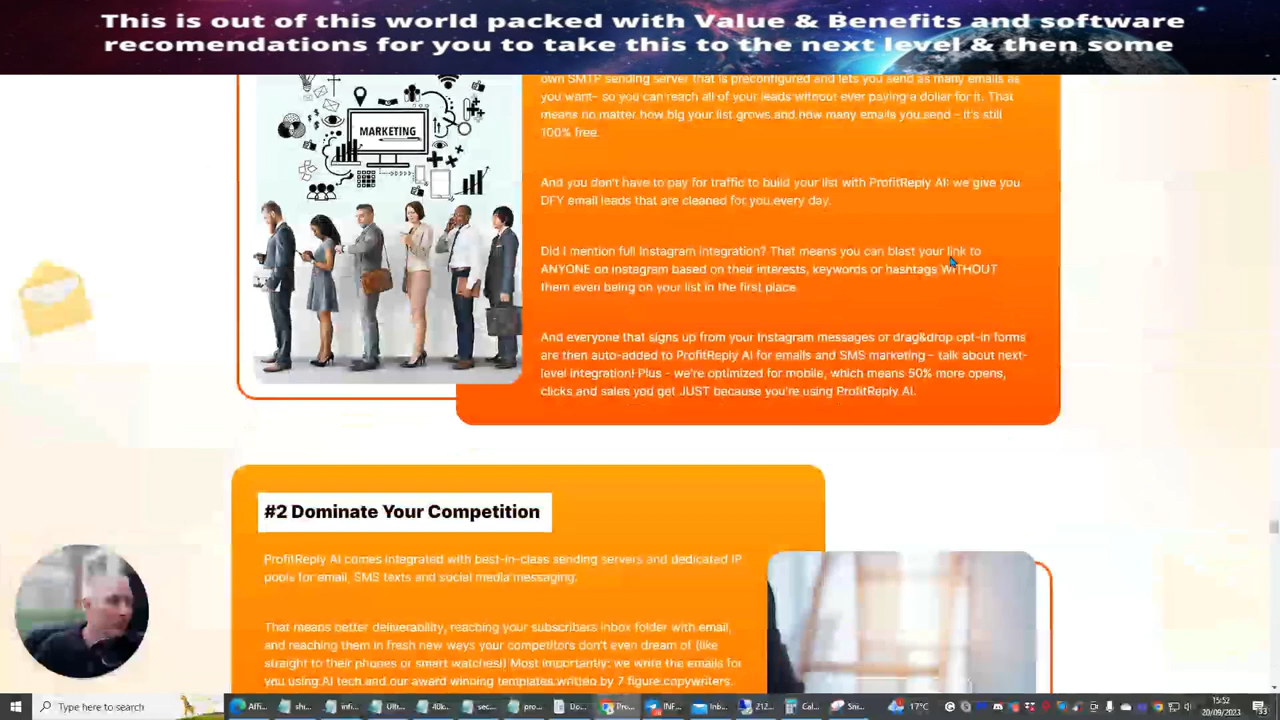 This is out of this world packed with Value & Benefits and software
recomendations for you to take this to the next level & then some
MARKETING
own SMTP sending server that is preconfigured and lets you send as many emails as
you want– so you can reach all of your leads without ever paying a dollar for it. That
means no matter how big your list grows and how many emails you send – it's still
100% free.
And you don't have to pay for traffic to build your list with ProfitReply AI: we give you
DFY email leads that are cleaned for you every day.
Did I mention full Instagram integration? That means you can blast your link to
ANYONE on instagram based on their interests, keywords or hashtags WITHOUT
them even being on your list in the first place.
And everyone that signs up from your Instagram messages or drag&drop opt-in forms
are then auto-added to ProfitReply AI for emails and SMS marketing – talk about next-
level integration! Plus – we're optimized for mobile, which means 50% more opens,
clicks and sales you get JUST because you're using ProfitReply AI.
#2 Dominate Your Competition
ProfitReply AI comes integrated with best-in-class sending servers and dedicated IP
pools for email, SMS texts and social media messaging.
That means better deliverability, reaching your subscribers inbox folder with email,
and reaching them in fresh new ways your competitors don't even dream of (like
straight to their phones or smart watches!) Most importantly: we write the emails for
you using AI tech and our award winning templates written by 7 figure copywriters.
Type here to search
Affi... sh... infi... Ulti... 40k... sec... pro... Do... Pro... INF... Inb... 212... Sni...
17°C
15:52
20/09/2023